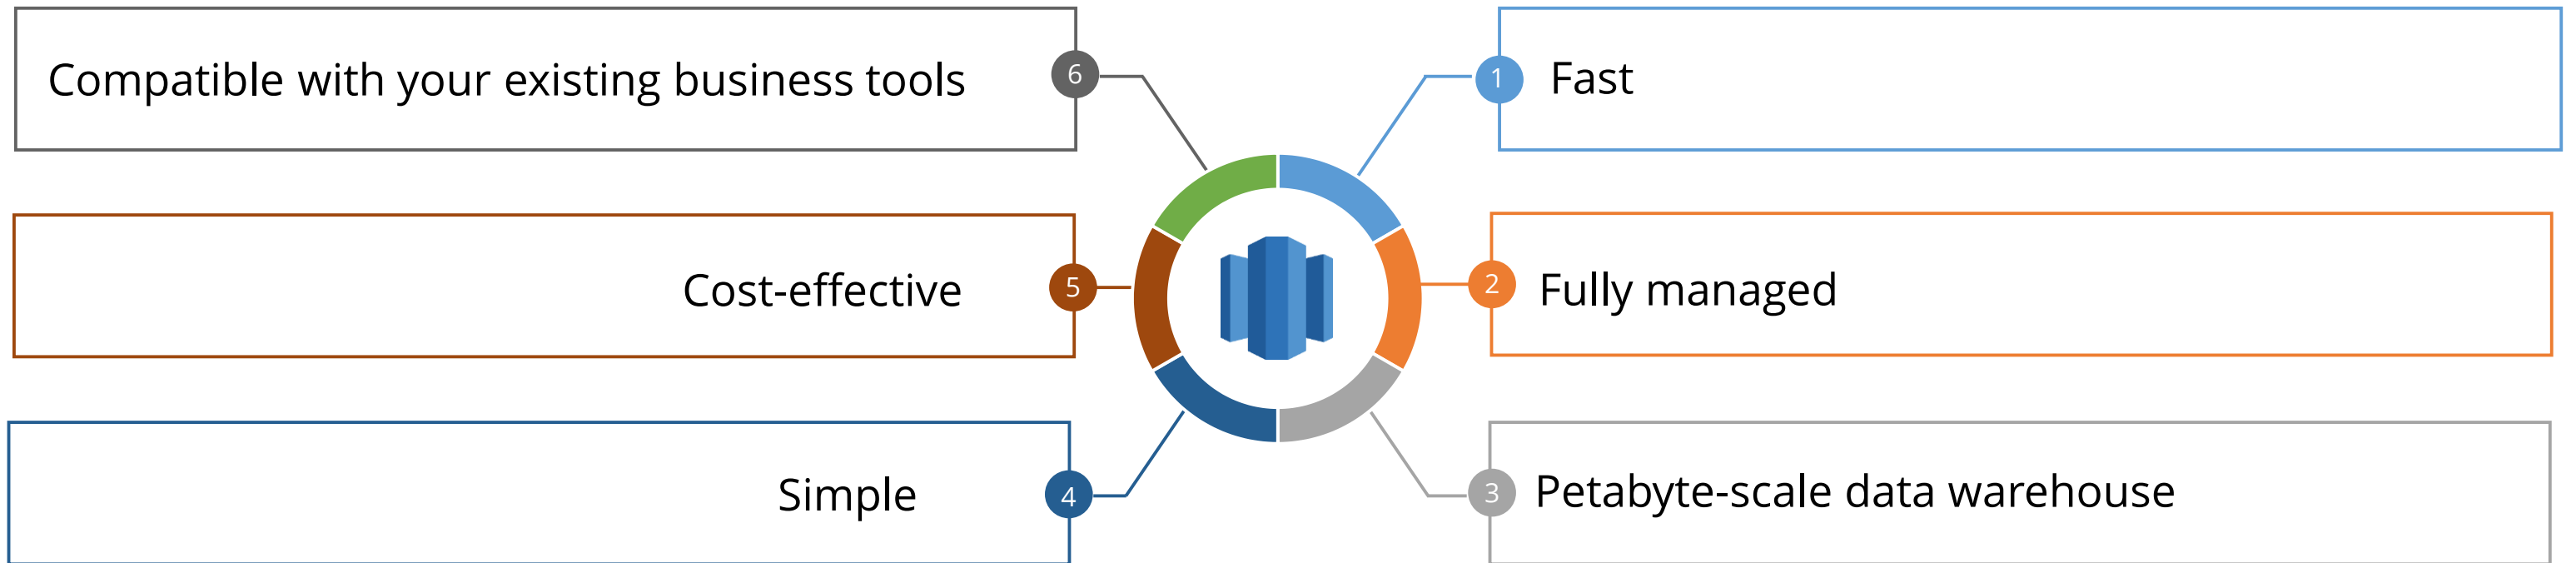 6
Compatible with your existing business tools
1
Fast
5
Cost-effective
2
Fully managed
4
Simple
3
Petabyte-scale data warehouse